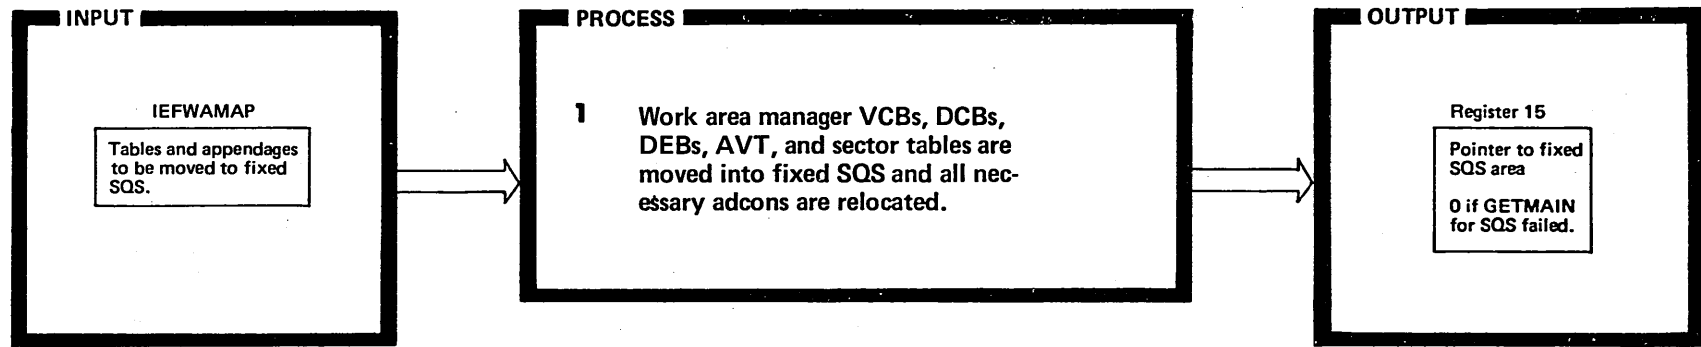 INPUT
IEFWAMAP
Tables and appendages
to be moved to fixed
SQS.
PROCESS
1 Work area manager VCBs, DCBs,
DEBs, AVT, and sector tables are
moved into fixed SQS and all nec-
essary adcons are relocated.
OUTPUT
Register 15
Pointer to fixed
SQS area
0 if GETMAIN
for SQS failed.